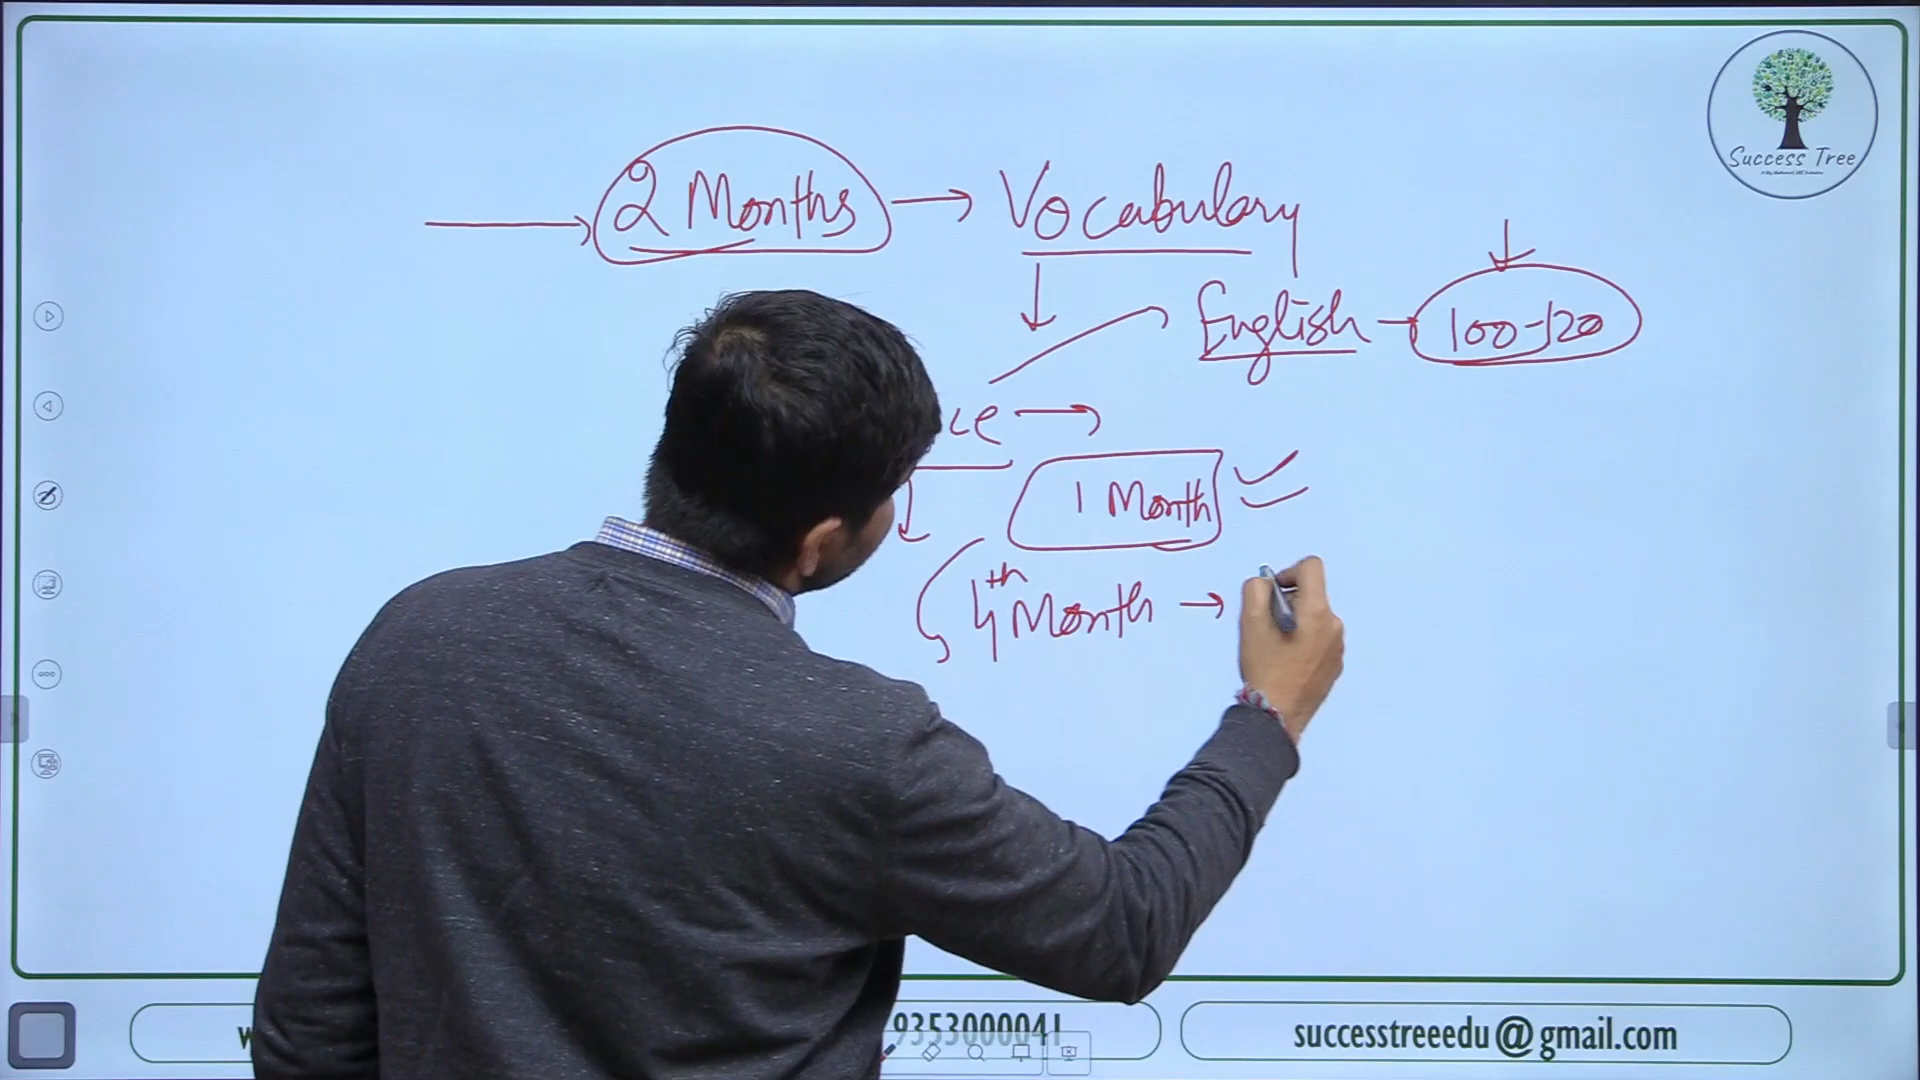 Success Tree
2 Months → Vocabulary
English → 100-120
ce →
1 Month
4th Month →
9353000041
successtreeedu@gmail.com